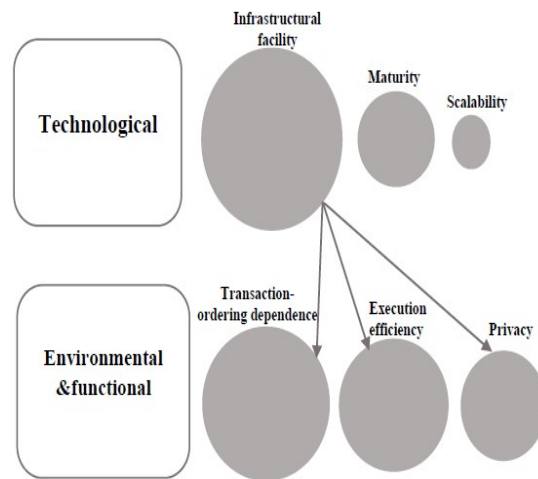 Infrastructural
facility
Maturity
Scalability
Technological
Transaction-
ordering dependence
Execution
efficiency
Privacy
Environmental
&functional